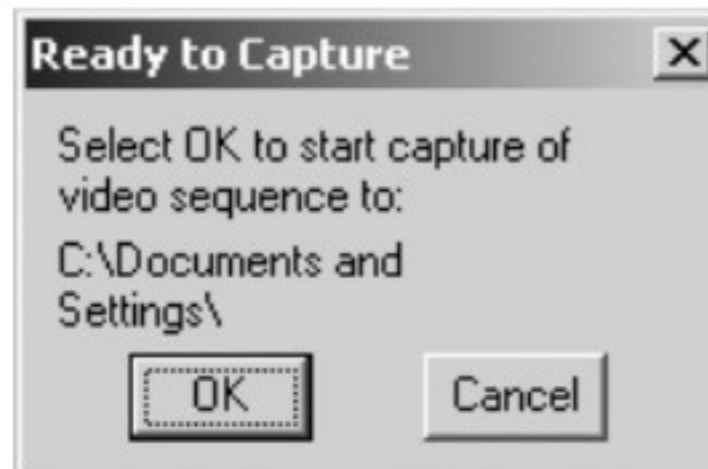 Ready to Capture
Select OK to start capture of
video sequence to:
C:\Documents and
Settings\
OK
Cancel